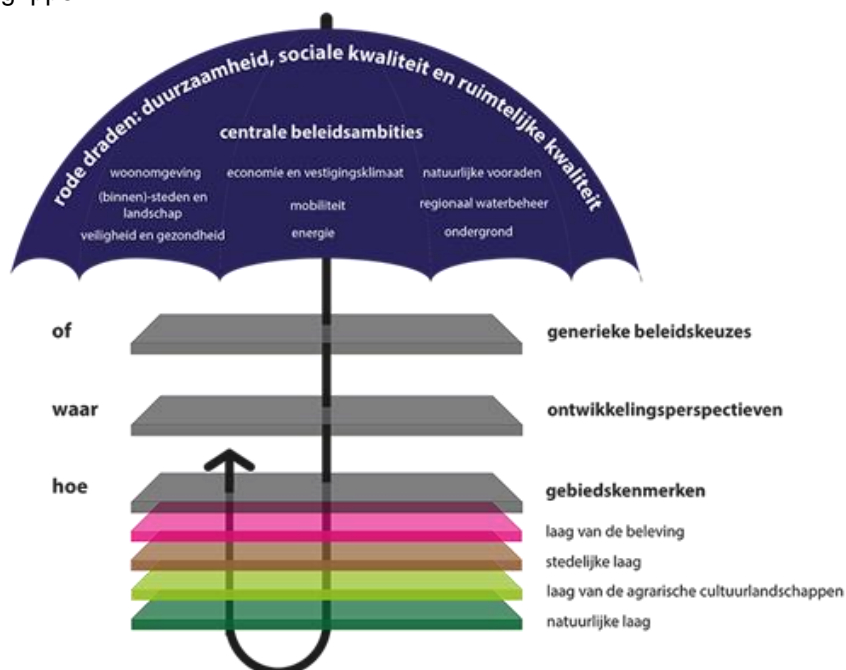 rode draden: duurzaamheid, sociale kwaliteit en ruimtelijke kwaliteit
centrale beleidsambities
woonomgeving
(binnen)-steden en
landschap
veiligheid en gezondheid
economie en vestigingsklimaat
mobiliteit
energie
natuurlijke vooraden
regionaal waterbeheer
ondergrond
of
generieke beleidskeuzes
waar
ontwikkelingsperspectieven
hoe
gebiedskenmerken
laag van de beleving
stedelijke laag
laag van de agrarische cultuurlandschappen
natuurlijke laag